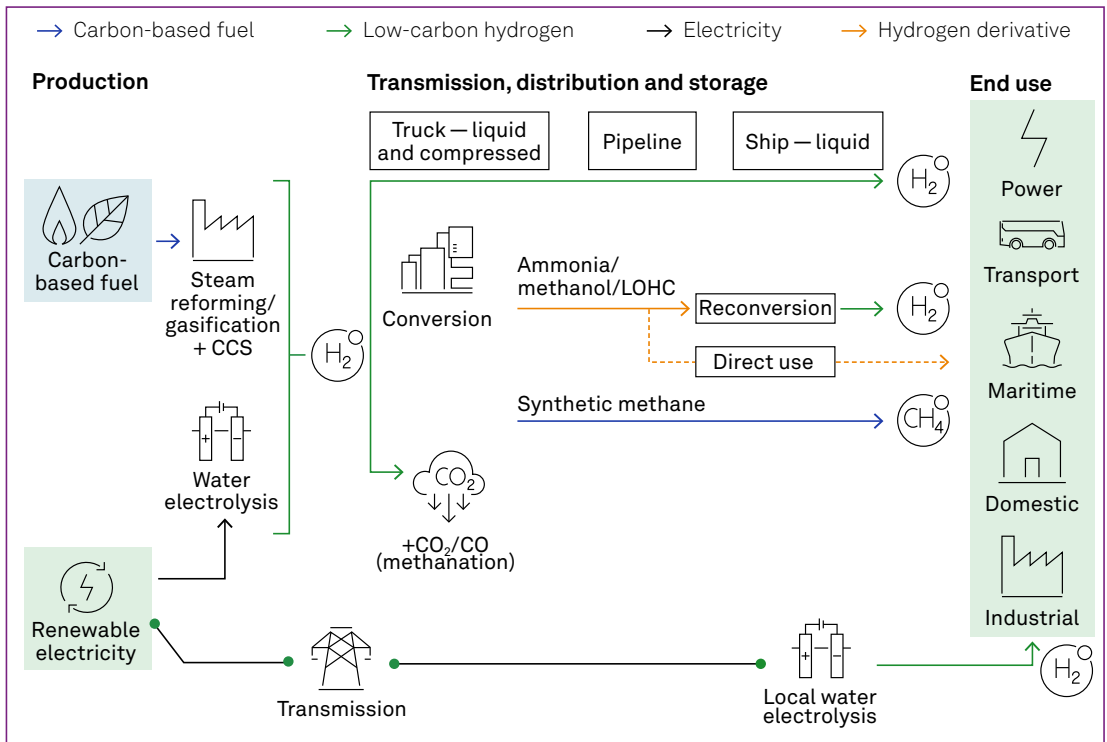 Carbon-based fuel
Low-carbon hydrogen
Electricity
Hydrogen derivative
Production
Transmission, distribution and storage
End use
Truck — liquid
and compressed
Pipeline
Ship — liquid
H₂
Power
Carbon-
based fuel
Steam
reforming/
gasification
+ CCS
H₂
Conversion
Ammonia/
methanol/LOHC
Reconversion
H₂
Direct use
Transport
Maritime
Synthetic methane
CH₄
+ −
Water
electrolysis
CO₂
+CO₂/CO
(methanation)
Domestic
Industrial
Renewable
electricity
Transmission
+ −
Local water
electrolysis
H₂